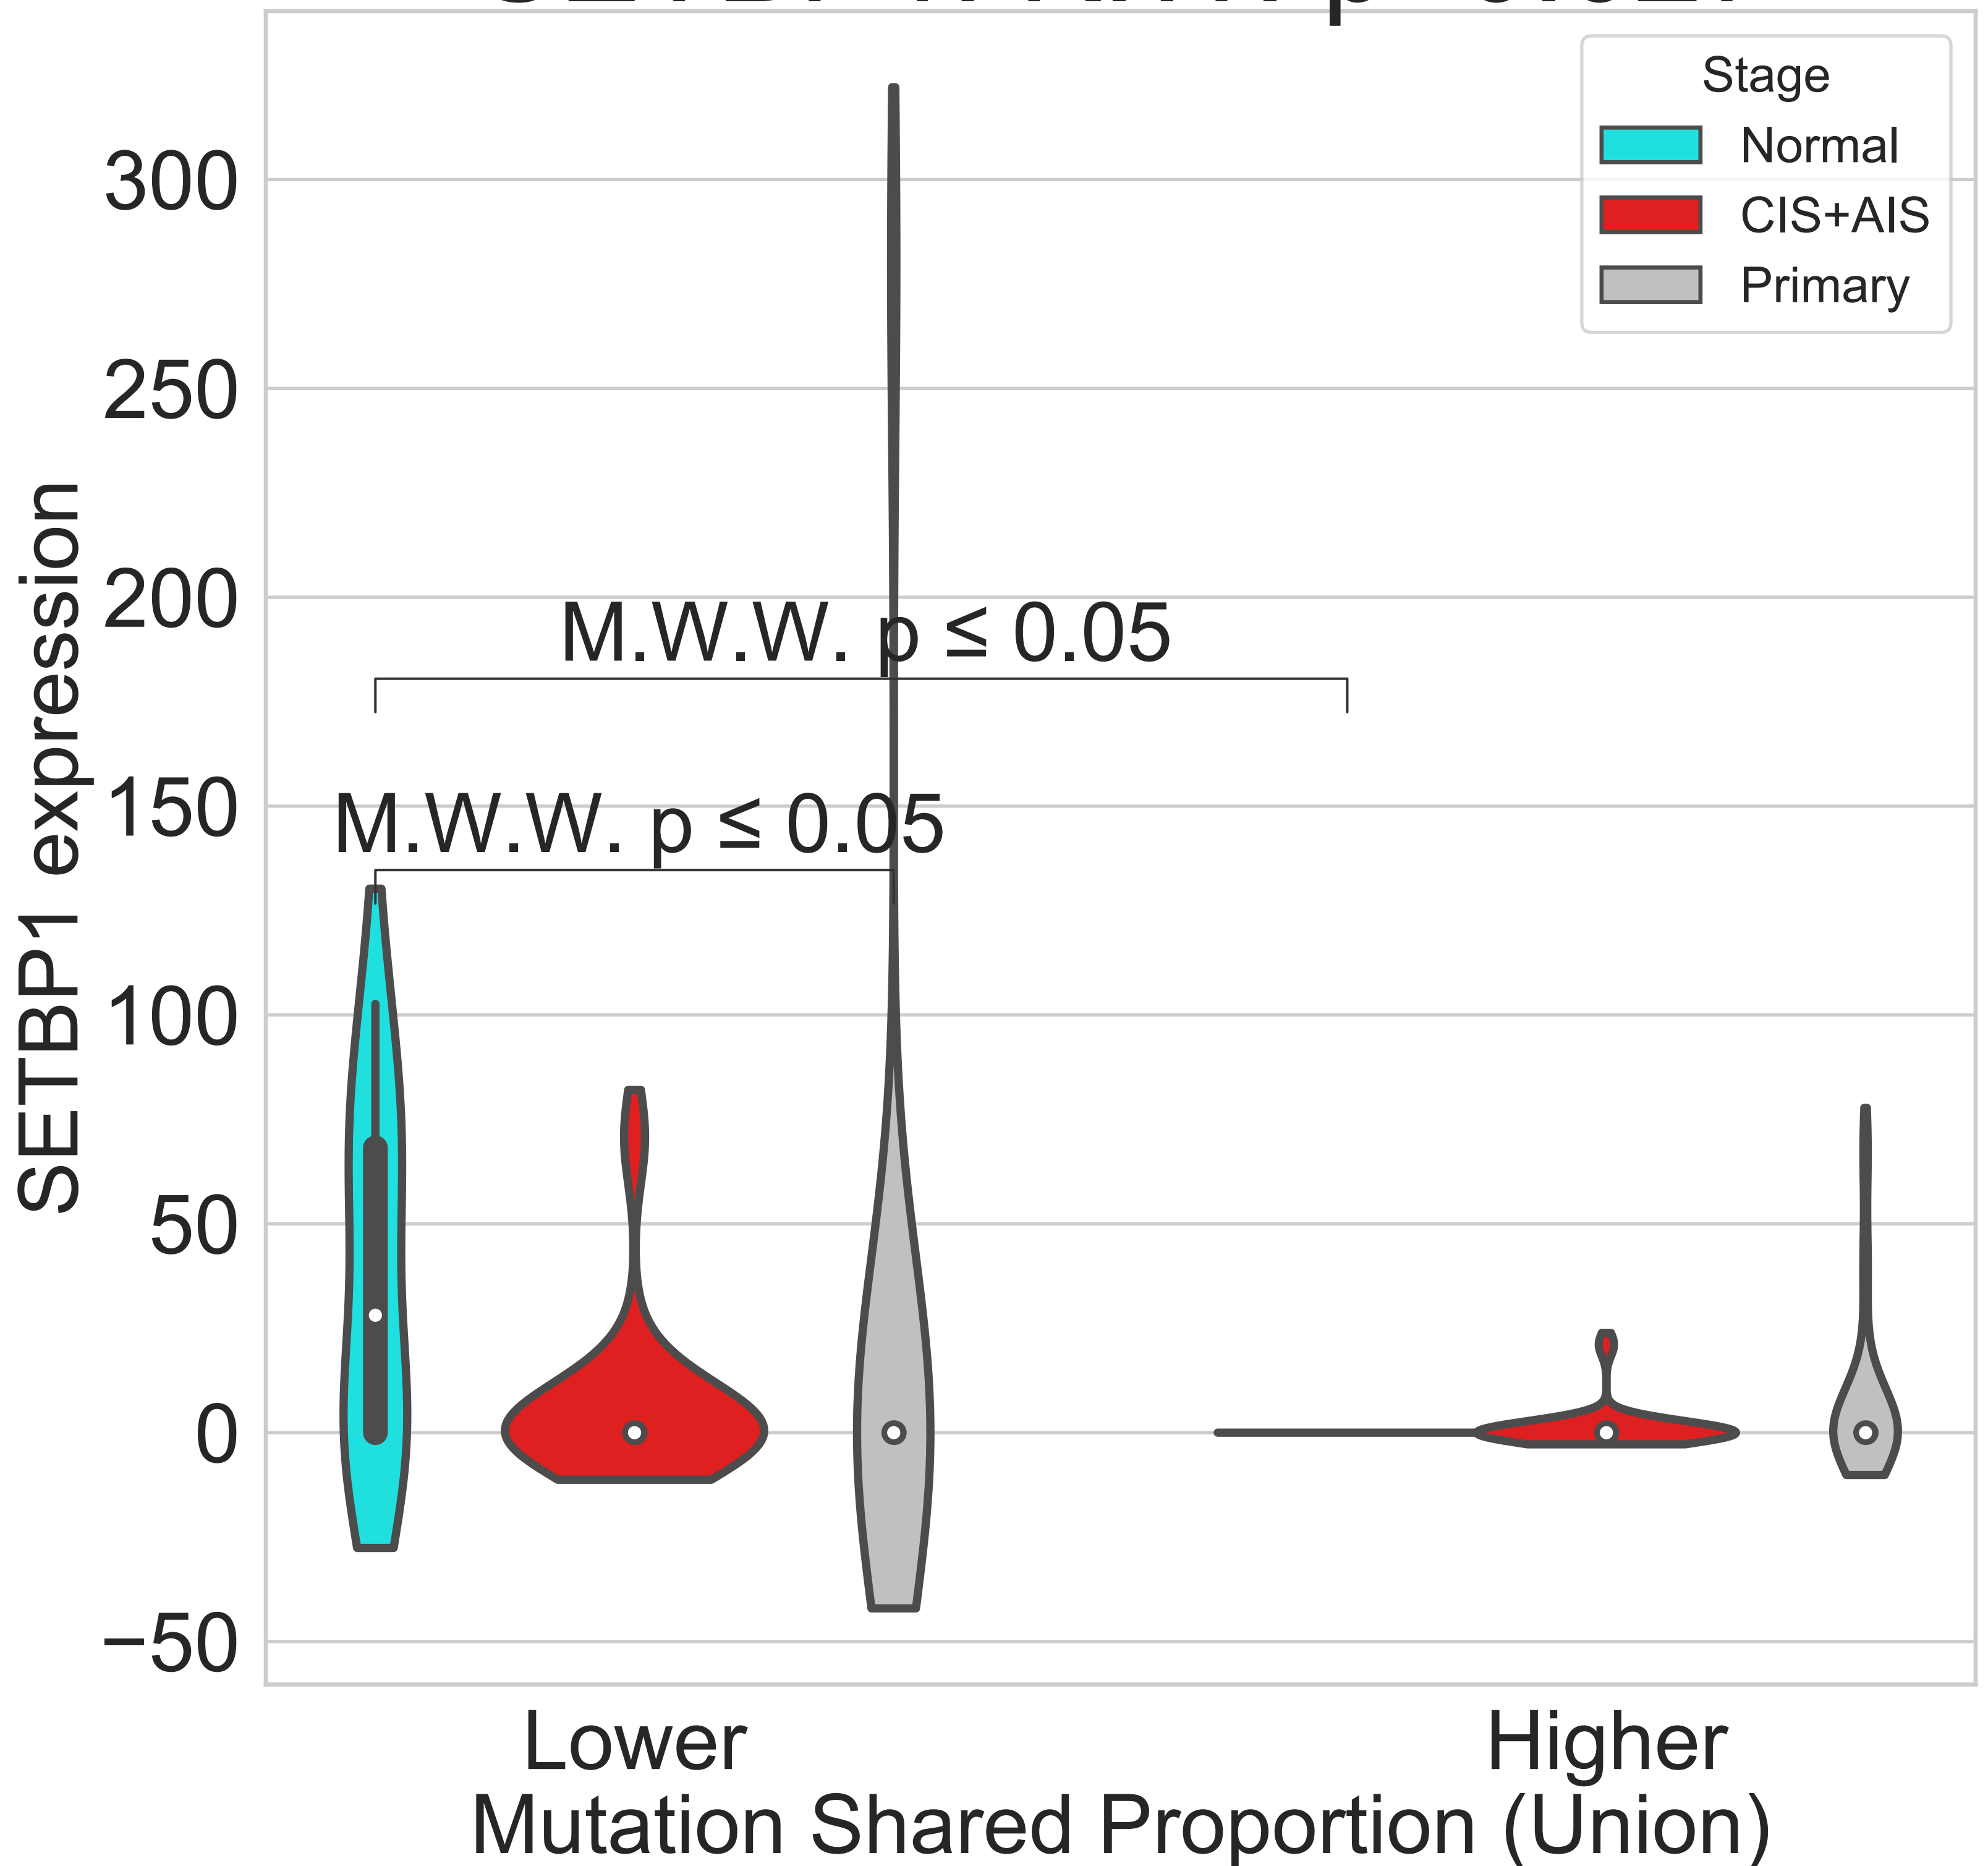 Stage
Normal
CIS+AIS
Primary
300
250
200
150
100
50
0
−50
SETBP1 expression
M.W.W. p ≤ 0.05
M.W.W. p ≤ 0.05
Lower
Higher
Mutation Shared Proportion (Union)